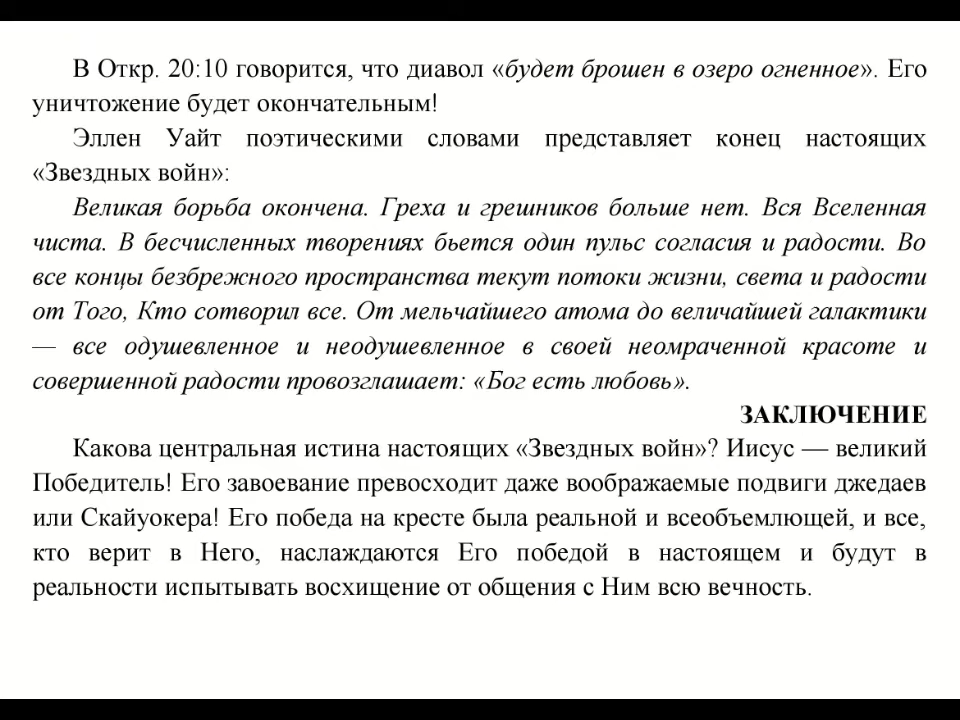 В Откр. 20:10 говорится, что диавол «будет брошен в озеро огненное». Его
уничтожение будет окончательным!
Эллен Уайт поэтическими словами представляет конец настоящих
«Звездных войн»:
Великая борьба окончена. Греха и грешников больше нет. Вся Вселенная
чиста. В бесчисленных творениях бьется один пульс согласия и радости. Во
все концы безбрежного пространства текут потоки жизни, света и радости
от Того, Кто сотворил все. От мельчайшего атома до величайшей галактики
— все одушевленное и неодушевленное в своей неомраченной красоте и
совершенной радости провозглашает: «Бог есть любовь».
ЗАКЛЮЧЕНИЕ
Какова центральная истина настоящих «Звездных войн»? Иисус — великий
Победитель! Его завоевание превосходит даже воображаемые подвиги джедаев
или Скайуокера! Его победа на кресте была реальной и всеобъемлющей, и все,
кто верит в Него, наслаждаются Его победой в настоящем и будут в
реальности испытывать восхищение от общения с Ним всю вечность.